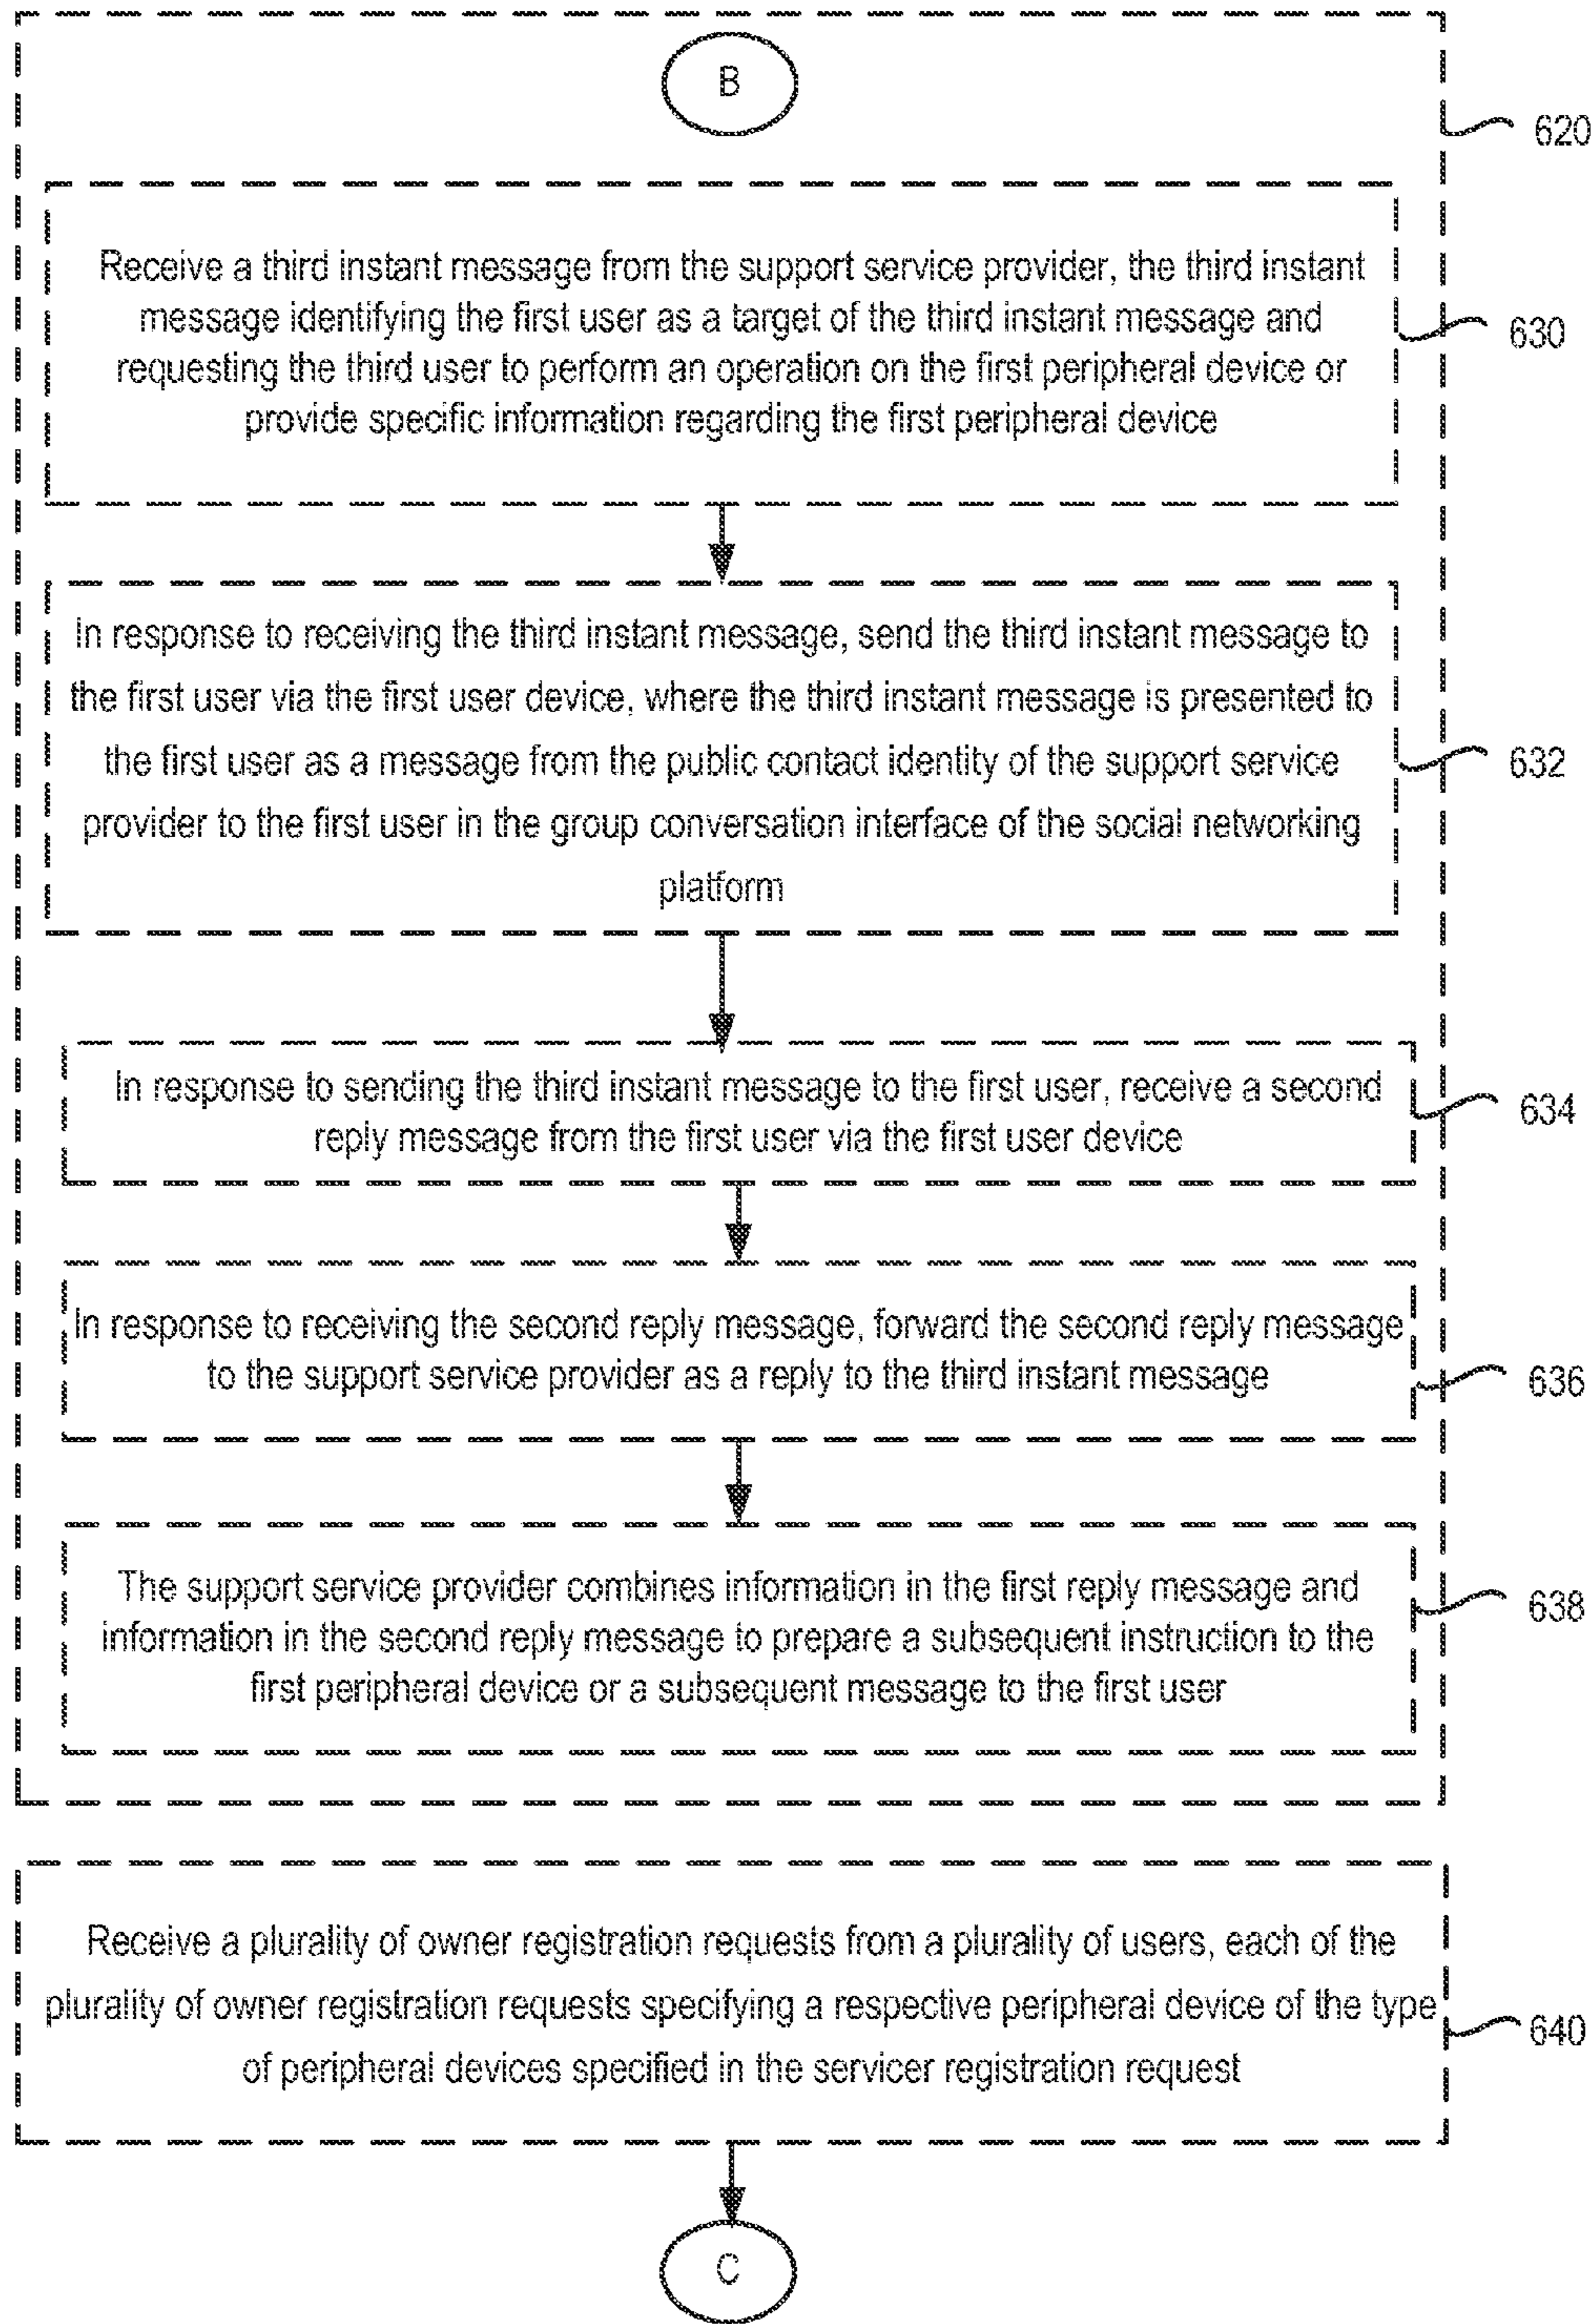 B
620
Receive a third instant message from the support service provider, the third instant
message identifying the first user as a target of the third instant message and
requesting the third user to perform an operation on the first peripheral device or
provide specific information regarding the first peripheral device
630
In response to receiving the third instant message, send the third instant message to
the first user via the first user device, where the third instant message is presented to
the first user as a message from the public contact identity of the support service
provider to the first user in the group conversation interface of the social networking
platform
632
In response to sending the third instant message to the first user, receive a second
reply message from the first user via the first user device
634
In response to receiving the second reply message, forward the second reply message
to the support service provider as a reply to the third instant message
636
The support service provider combines information in the first reply message and
information in the second reply message to prepare a subsequent instruction to the
first peripheral device or a subsequent message to the first user
638
Receive a plurality of owner registration requests from a plurality of users, each of the
plurality of owner registration requests specifying a respective peripheral device of the type
of peripheral devices specified in the servicer registration request
640
C